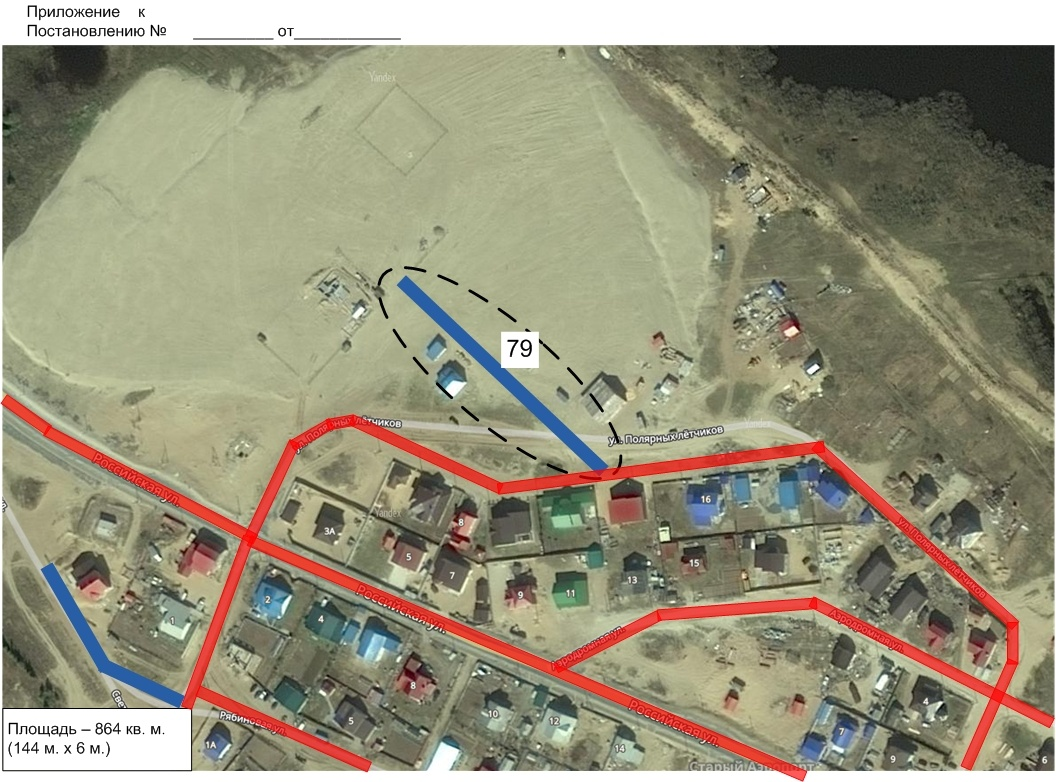 Приложение к
Постановлению № __________ от_____________
Yandex
79
ул. Полярных лётчиков
ул. Полярных лётчиков
Yandex
Российская ул.
Yandex
16
3А
8
5
7
ул. Полярных лётчиков
15
13
9
11
2
Российская ул.
1
4
Аэродромная ул.
Аэродромная ул.
8
4
10
Российская ул.
Рябиновая ул.
5
12
7
1А
14
9
6
Старый Аэропорт
Площадь – 864 кв. м.
(144 м. х 6 м.)